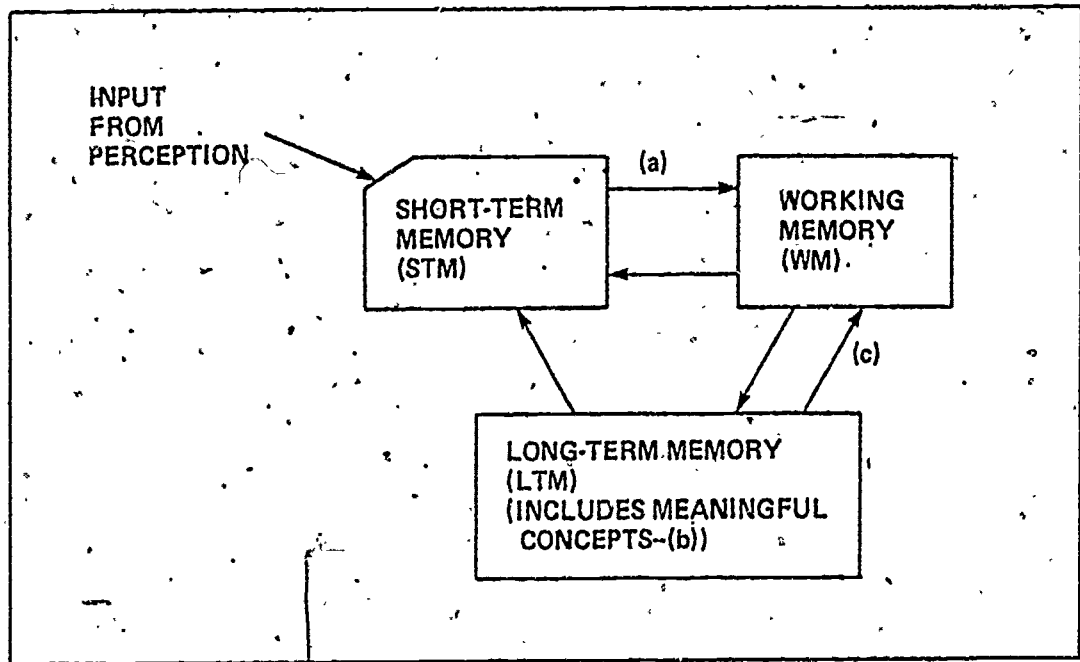 INPUT
FROM
PERCEPTION
(a)
SHORT-TERM
MEMORY
(STM)
WORKING
MEMORY
(WM).
(c)
LONG-TERM MEMORY
(LTM)
(INCLUDES MEANINGFUL
CONCEPTS-(b))